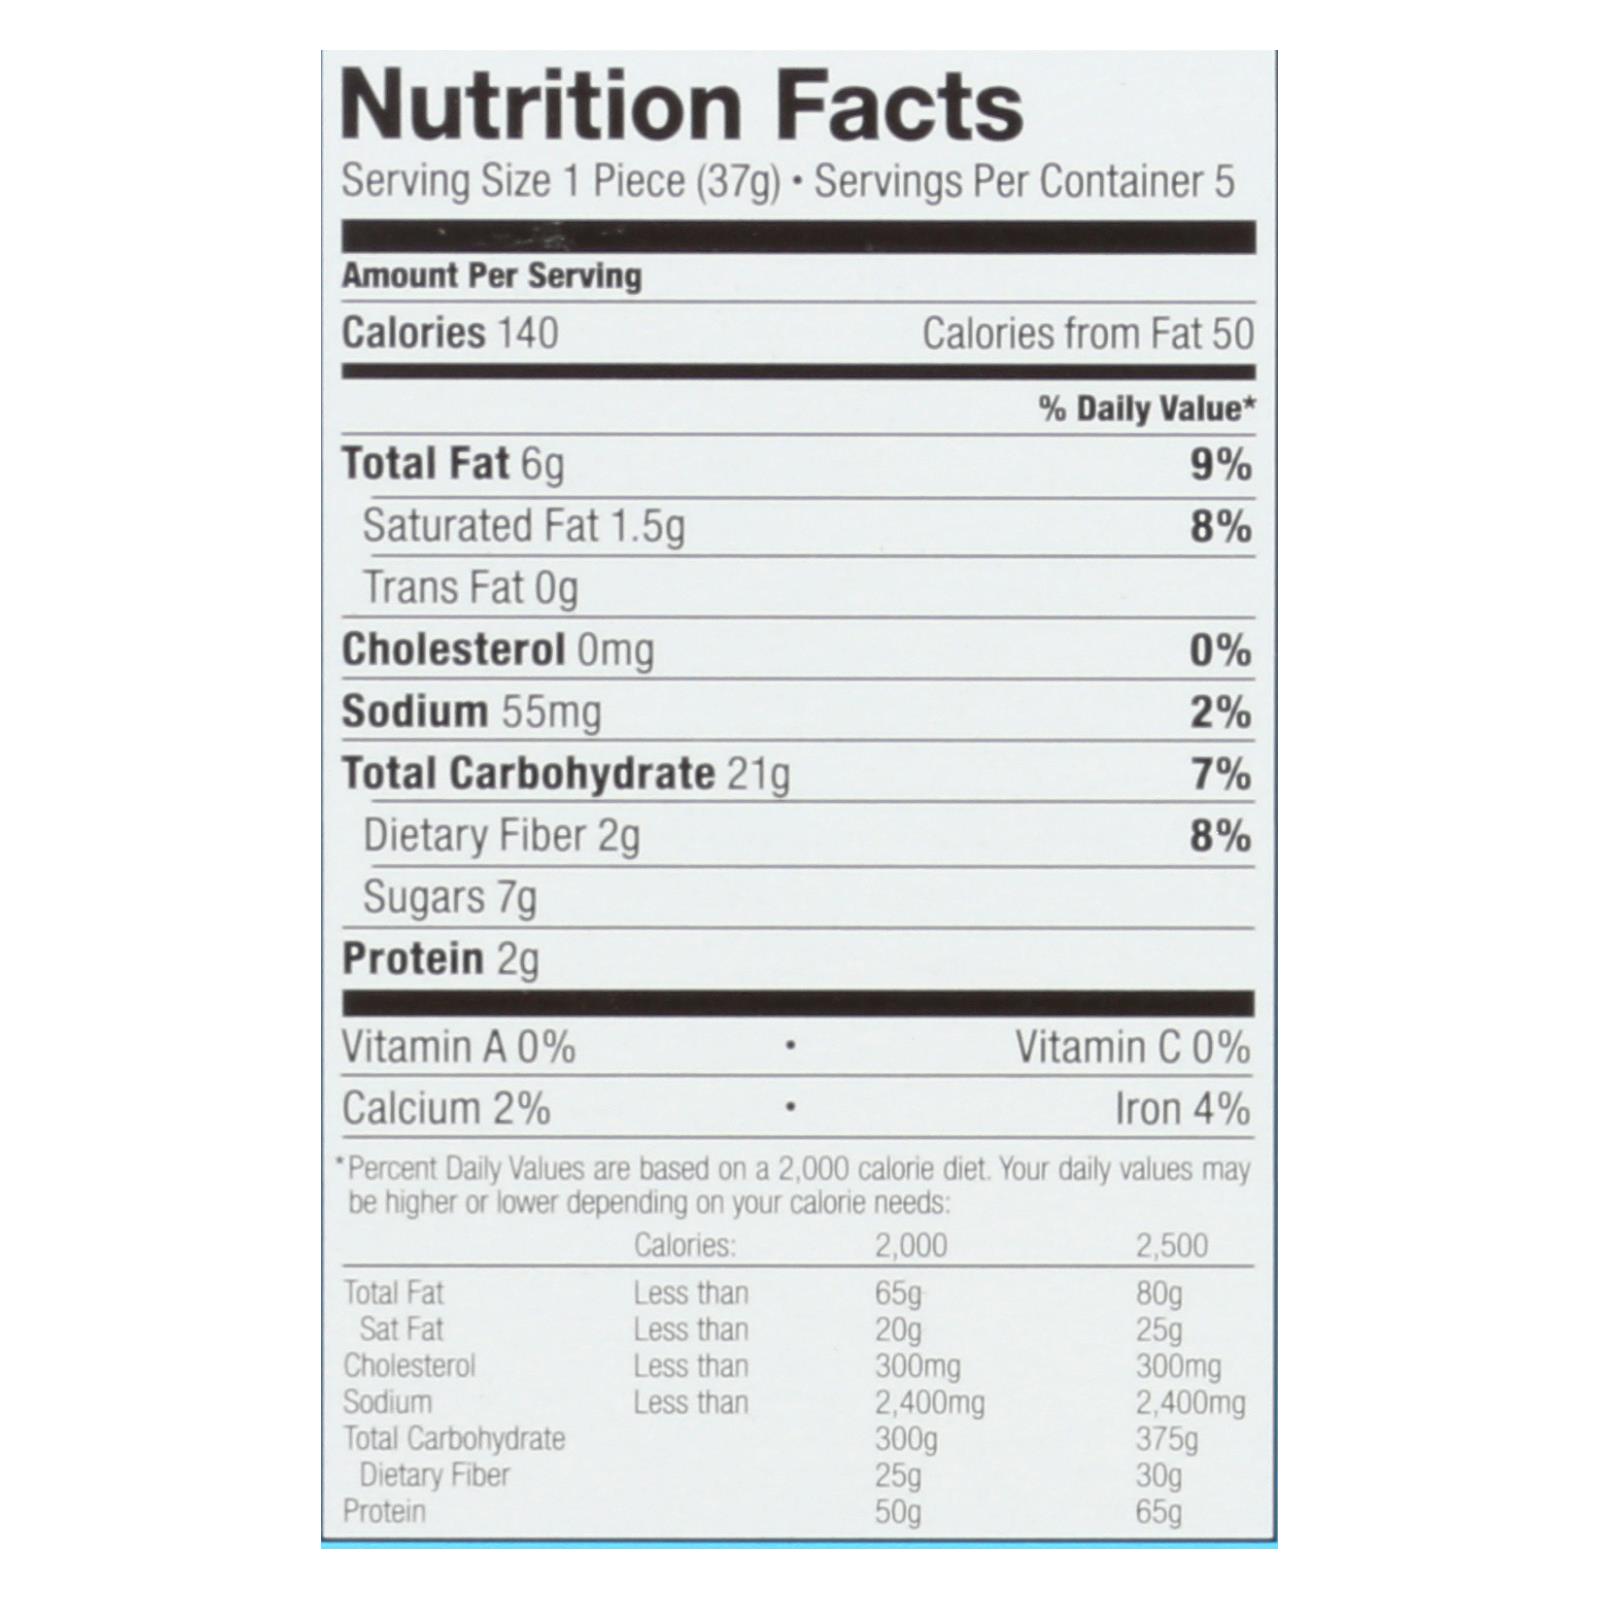 Nutrition Facts
Serving Size 1 Piece (37g) • Servings Per Container 5
Amount Per Serving
Calories 140 Calories from Fat 50
% Daily Value*
Total Fat 6g 9%
Saturated Fat 1.5g 8%
Trans Fat 0g
Cholesterol 0mg 0%
Sodium 55mg 2%
Total Carbohydrate 21g 7%
Dietary Fiber 2g 8%
Sugars 7g
Protein 2g
Vitamin A 0% • Vitamin C 0%
Calcium 2% • Iron 4%
*Percent Daily Values are based on a 2,000 calorie diet. Your daily values may
be higher or lower depending on your calorie needs:
Calories: 2,000 2,500
Total Fat Less than 65g 80g
Sat Fat Less than 20g 25g
Cholesterol Less than 300mg 300mg
Sodium Less than 2,400mg 2,400mg
Total Carbohydrate 300g 375g
Dietary Fiber 25g 30g
Protein 50g 65g